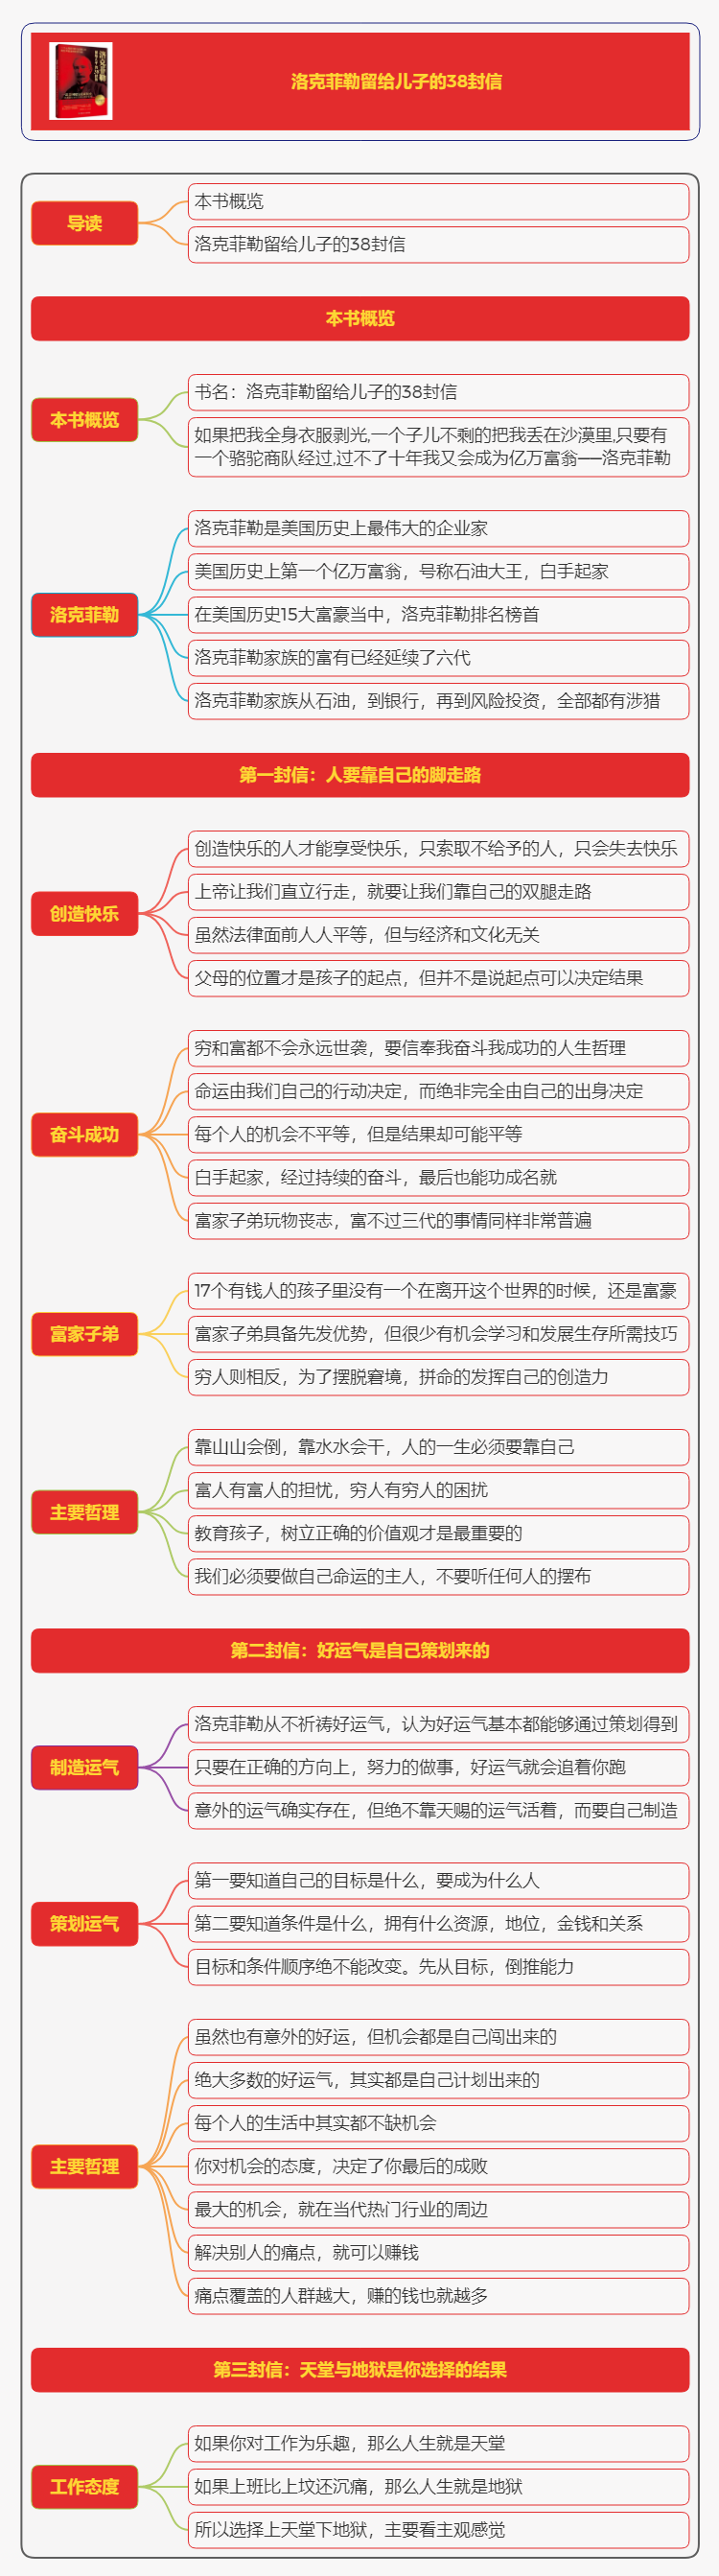 洛克菲勒留给儿子的38封信
导读
本书概览
洛克菲勒留给儿子的38封信
本书概览
本书概览
书名：洛克菲勒留给儿子的38封信
如果把我全身衣服剥光,一个子儿不剩的把我丢在沙漠里,只要有
一个骆驼商队经过,过不了十年我又会成为亿万富翁——洛克菲勒
洛克菲勒
洛克菲勒是美国历史上最伟大的企业家
美国历史上第一个亿万富翁，号称石油大王，白手起家
在美国历史15大富豪当中，洛克菲勒排名榜首
洛克菲勒家族的富有已经延续了六代
洛克菲勒家族从石油，到银行，再到风险投资，全部都有涉猎
第一封信：人要靠自己的脚走路
创造快乐
创造快乐的人才能享受快乐，只索取不给予的人，只会失去快乐
上帝让我们直立行走，就要让我们靠自己的双腿走路
虽然法律面前人人平等，但与经济和文化无关
父母的位置才是孩子的起点，但并不是说起点可以决定结果
奋斗成功
穷和富都不会永远世袭，要信奉我奋斗我成功的人生哲理
命运由我们自己的行动决定，而绝非完全由自己的出身决定
每个人的机会不平等，但是结果却可能平等
白手起家，经过持续的奋斗，最后也能功成名就
富家子弟玩物丧志，富不过三代的事情同样非常普遍
富家子弟
17个有钱人的孩子里没有一个在离开这个世界的时候，还是富豪
富家子弟具备先发优势，但很少有机会学习和发展生存所需技巧
穷人则相反，为了摆脱窘境，拼命的发挥自己的创造力
主要哲理
靠山山会倒，靠水水会干，人的一生必须要靠自己
富人有富人的担忧，穷人有穷人的困扰
教育孩子，树立正确的价值观才是最重要的
我们必须要做自己命运的主人，不要听任何人的摆布
第二封信：好运气是自己策划来的
制造运气
洛克菲勒从不祈祷好运气，认为好运气基本都能够通过策划得到
只要在正确的方向上，努力的做事，好运气就会追着你跑
意外的运气确实存在，但绝不靠天赐的运气活着，而要自己制造
策划运气
第一要知道自己的目标是什么，要成为什么人
第二要知道条件是什么，拥有什么资源，地位，金钱和关系
目标和条件顺序绝不能改变。先从目标，倒推能力
主要哲理
虽然也有意外的好运，但机会都是自己闯出来的
绝大多数的好运气，其实都是自己计划出来的
每个人的生活中其实都不缺机会
你对机会的态度，决定了你最后的成败
最大的机会，就在当代热门行业的周边
解决别人的痛点，就可以赚钱
痛点覆盖的人群越大，赚的钱也就越多
第三封信：天堂与地狱是你选择的结果
工作态度
如果你对工作为乐趣，那么人生就是天堂
如果上班比上坟还沉痛，那么人生就是地狱
所以选择上天堂下地狱，主要看主观感觉